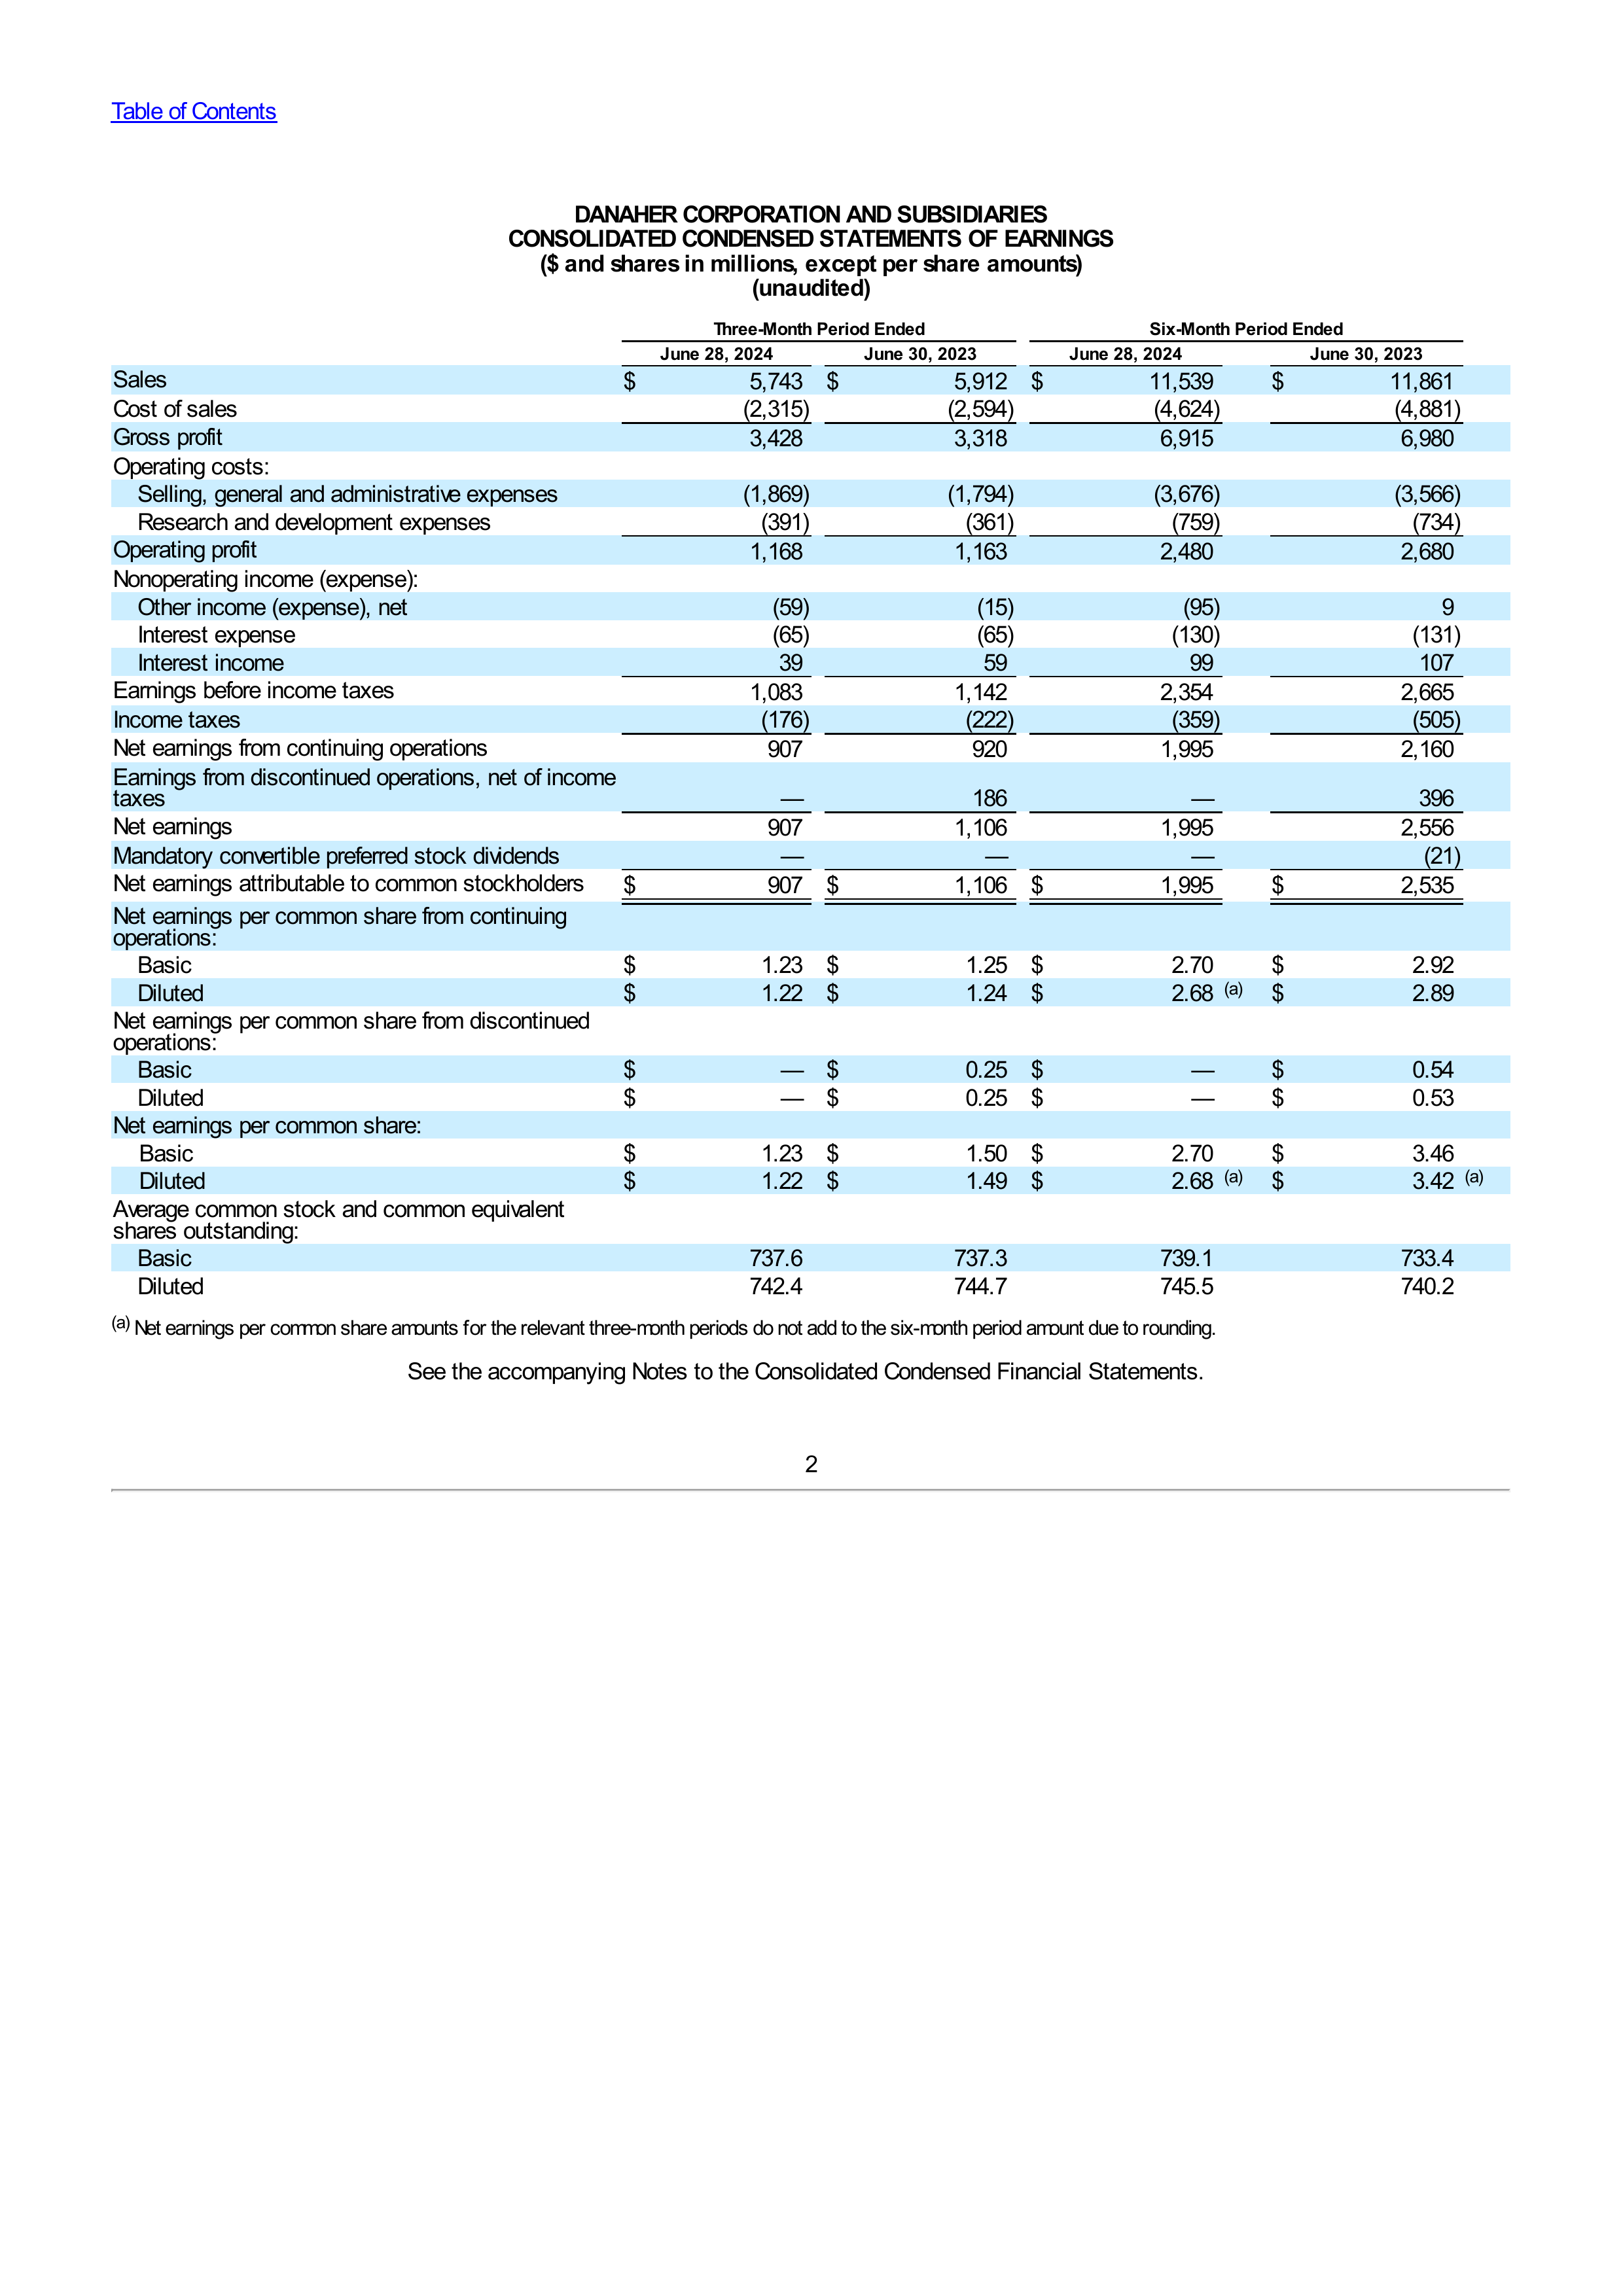 Table of Contents
DANAHER CORPORATION AND SUBSIDIARIES
CONSOLIDATED CONDENSED STATEMENTS OF EARNINGS
($ and shares in millions, except per share amounts)
(unaudited)
Three-Month Period Ended Six-Month Period Ended
June 28, 2024 June 30, 2023 June 28, 2024 June 30, 2023
Sales $ 5,743 $ 5,912 $ 11,539 $ 11,861
Cost of sales (2,315) (2,594) (4,624) (4,881)
Gross profit 3,428 3,318 6,915 6,980
Operating costs:
Selling, general and administrative expenses (1,869) (1,794) (3,676) (3,566)
Research and development expenses (391) (361) (759) (734)
Operating profit 1,168 1,163 2,480 2,680
Nonoperating income (expense):
Other income (expense), net (59) (15) (95) 9
Interest expense (65) (65) (130) (131)
Interest income 39 59 99 107
Earnings before income taxes 1,083 1,142 2,354 2,665
Income taxes (176) (222) (359) (505)
Net earnings from continuing operations 907 920 1,995 2,160
Earnings from discontinued operations, net of income
taxes — 186 — 396
Net earnings 907 1,106 1,995 2,556
Mandatory convertible preferred stock dividends — — — (21)
Net earnings attributable to common stockholders $ 907 $ 1,106 $ 1,995 $ 2,535
Net earnings per common share from continuing
operations:
Basic $ 1.23 $ 1.25 $ 2.70 $ 2.92
Diluted $ 1.22 $ 1.24 $ 2.68 (a) $ 2.89
Net earnings per common share from discontinued
operations:
Basic $ — $ 0.25 $ — $ 0.54
Diluted $ — $ 0.25 $ — $ 0.53
Net earnings per common share:
Basic $ 1.23 $ 1.50 $ 2.70 $ 3.46
Diluted $ 1.22 $ 1.49 $ 2.68 (a) $ 3.42 (a)
Average common stock and common equivalent
shares outstanding:
Basic 737.6 737.3 739.1 733.4
Diluted 742.4 744.7 745.5 740.2
(a) Net earnings per common share amounts for the relevant three-month periods do not add to the six-month period amount due to rounding.
See the accompanying Notes to the Consolidated Condensed Financial Statements.
2